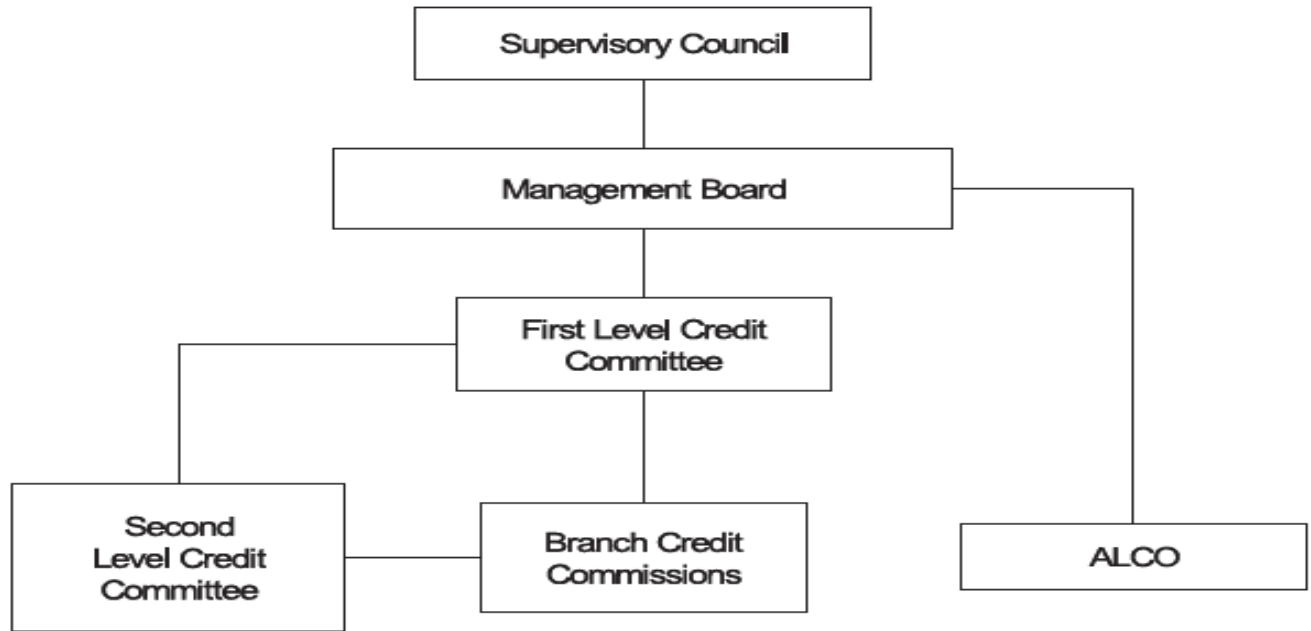 Supervisory Council
Management Board
First Level Credit
Committee
Second
Level Credit
Committee
Branch Credit
Commissions
ALCO